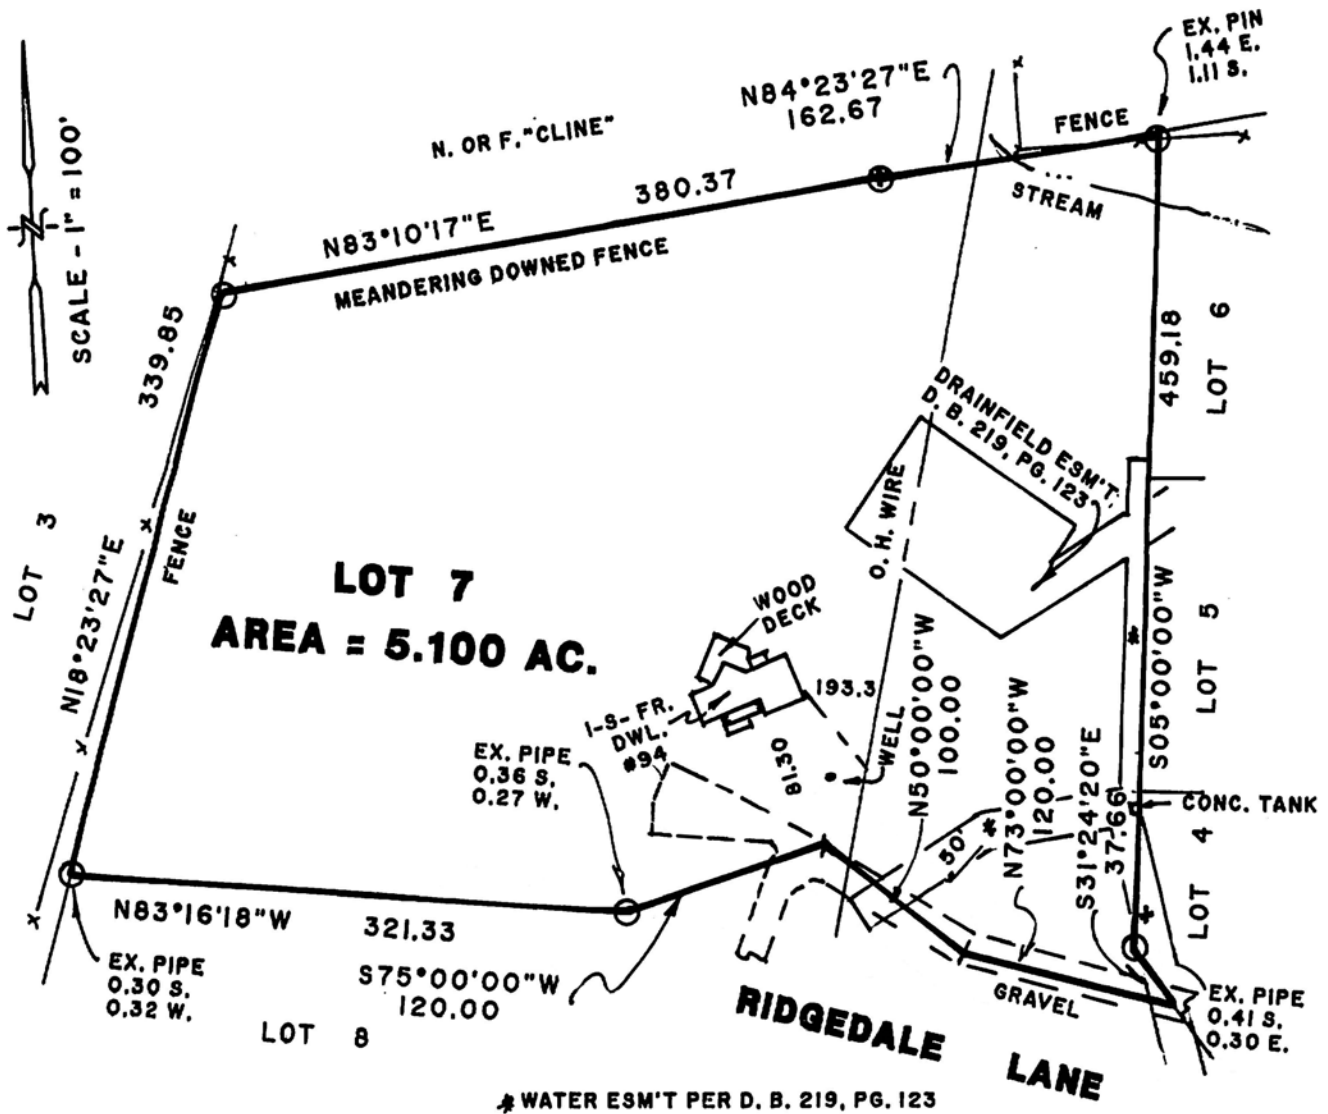 EX. PIN
1.44 E.
1.11 S.
N84°23'27"E
162.67
FENCE
N. OR F. "CLINE"
380.37
N83°10'17"E
MEANDERING DOWNED FENCE
STREAM
N
SCALE - 1" = 100'
339.85
459.18
LOT 6
DRAINFIELD ESM'T.
D. B. 219, PG. 123
O. H. WIRE
LOT 3
N18°23'27"E
FENCE
LOT 7
AREA = 5.100 AC.
WOOD
DECK
193.3
1-S-FR.
DWL.
#94
81.30
WELL
N50°00'00"W
100.00
N73°00'00"W
120.00
S31°24'20"E
37.66
50'
*
*
S05°00'00"W
LOT 5
CONC. TANK
LOT 4
EX. PIPE
0.36 S.
0.27 W.
N83°16'18"W
321.33
EX. PIPE
0.30 S.
0.32 W.
S75°00'00"W
120.00
LOT 8
GRAVEL
EX. PIPE
0.41 S.
0.30 E.
RIDGEDALE LANE
* WATER ESM'T PER D. B. 219, PG. 123